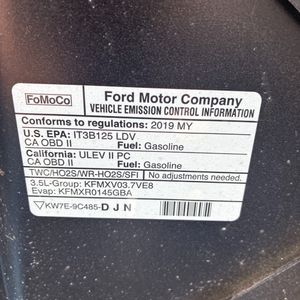 FoMoCo
Ford Motor Company
VEHICLE EMISSION CONTROL INFORMATION
Conforms to regulations: 2019 MY
U.S. EPA: IT3B125 LDV
CA OBD II Fuel: Gasoline
California: ULEV II PC
CA OBD II Fuel: Gasoline
TWC/HO2S/WR-HO2S/SFI No adjustments needed.
3.5L-Group: KFMXV03.7VE8
Evap: KFMXR0145GBA
KW7E-9C485-DJN